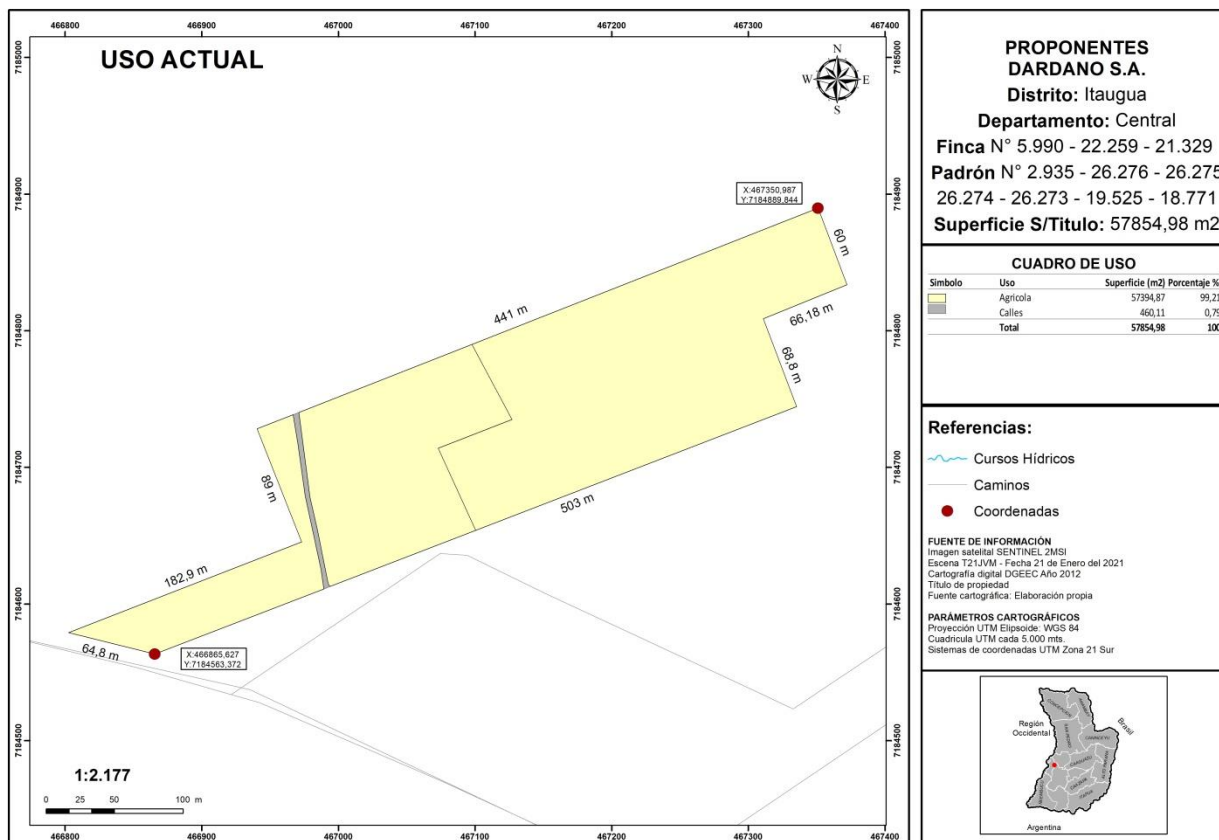 466800
466900
467000
467100
467200
467300
467400
USO ACTUAL
N
W
E
S
7185000
7184900
7184800
7184700
7184600
7184500
7185000
7184900
7184800
7184700
7184600
7184500
X:467350,987
Y:7184889,844
60 m
441 m
66,18 m
68,8 m
89 m
503 m
182,9 m
64,8 m
X:466865,627
Y:7184563,372
1:2.177
0 25 50 100 m
466800
466900
467000
467100
467200
467300
467400
PROPONENTES
DARDANO S.A.
Distrito: Itaugua
Departamento: Central
Finca N° 5.990 - 22.259 - 21.329
Padrón N° 2.935 - 26.276 - 26.275
26.274 - 26.273 - 19.525 - 18.771
Superficie S/Titulo: 57854,98 m2
CUADRO DE USO
Simbolo Uso Superficie (m2) Porcentaje %
Agricola 57394,87 99,21
Calles 460,11 0,79
Total 57854,98 100
Referencias:
Cursos Hídricos
Caminos
Coordenadas
FUENTE DE INFORMACIÓN
Imagen satelital SENTINEL 2MSI
Escena T21JVM - Fecha 21 de Enero del 2021
Cartografía digital DGEEC Año 2012
Título de propiedad
Fuente cartográfica: Elaboración propia
PARÁMETROS CARTOGRÁFICOS
Proyección UTM Elipsoide: WGS 84
Cuadricula UTM cada 5.000 mts.
Sistemas de coordenadas UTM Zona 21 Sur
Región
Occidental
Brasil
Argentina